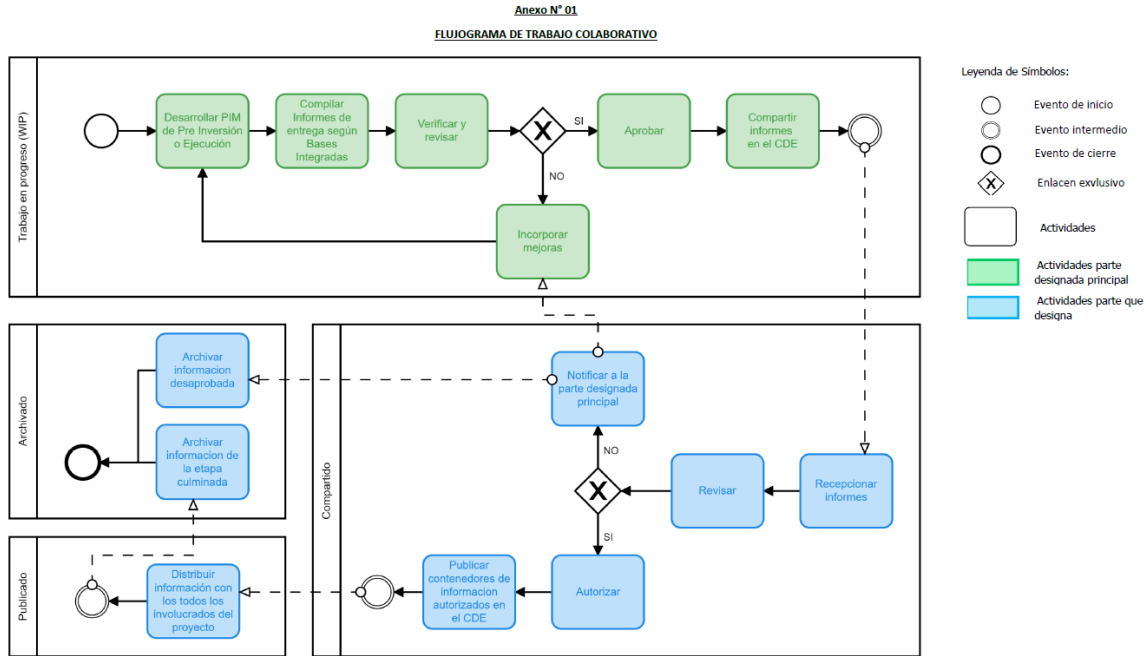 Anexo N° 01
FLUJOGRAMA DE TRABAJO COLABORATIVO
Trabajo en progreso (WIP)
Desarrollar PIM
de Pre Inversión
o Ejecución
Compilar
Informes de
entrega según
Bases
Integradas
Verificar y
revisar
X
SI
NO
Aprobar
Compartir
informes
en el CDE
Incorporar
mejoras
Leyenda de Símbolos:
Evento de inicio
Evento intermedio
Evento de cierre
X
Enlacen exvlusivo
Actividades
Actividades parte
designada principal
Actividades parte que
designa
Archivado
Archivar
informacion
desaprobada
Archivar
informacion de
la etapa
culminada
Compartido
Notificar a la
parte designada
principal
NO
X
SI
Revisar
Recepcionar
informes
Autorizar
Publicar
contenedores de
informacion
autorizados en
el CDE
Publicado
Distribuir
información con
los todos los
involucrados del
proyecto